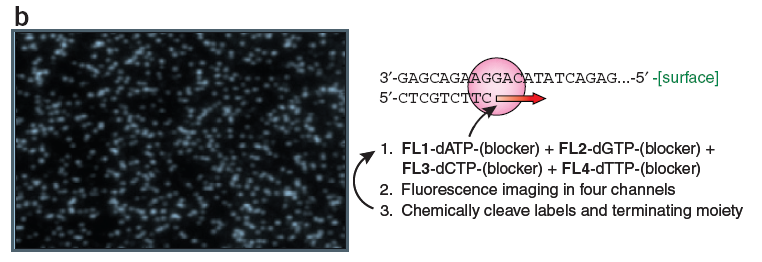 b
3′-GAGCAGAAGGACATATCAGAG...-5′ -[surface]
5′-CTCGTCTTC
1. FL1-dATP-(blocker) + FL2-dGTP-(blocker) +
FL3-dCTP-(blocker) + FL4-dTTP-(blocker)
2. Fluorescence imaging in four channels
3. Chemically cleave labels and terminating moiety